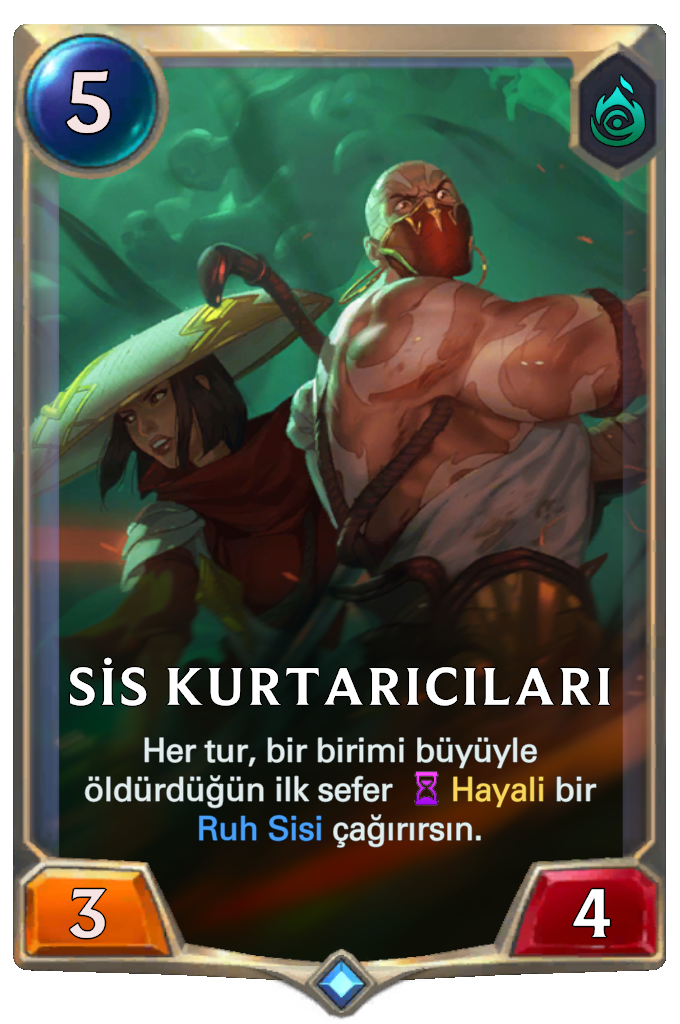 5
SİS KURTARICILARI
Her tur, bir birimi büyüyle
öldürdüğün ilk sefer Hayali bir
Ruh Sisi çağırırsın.
3
4